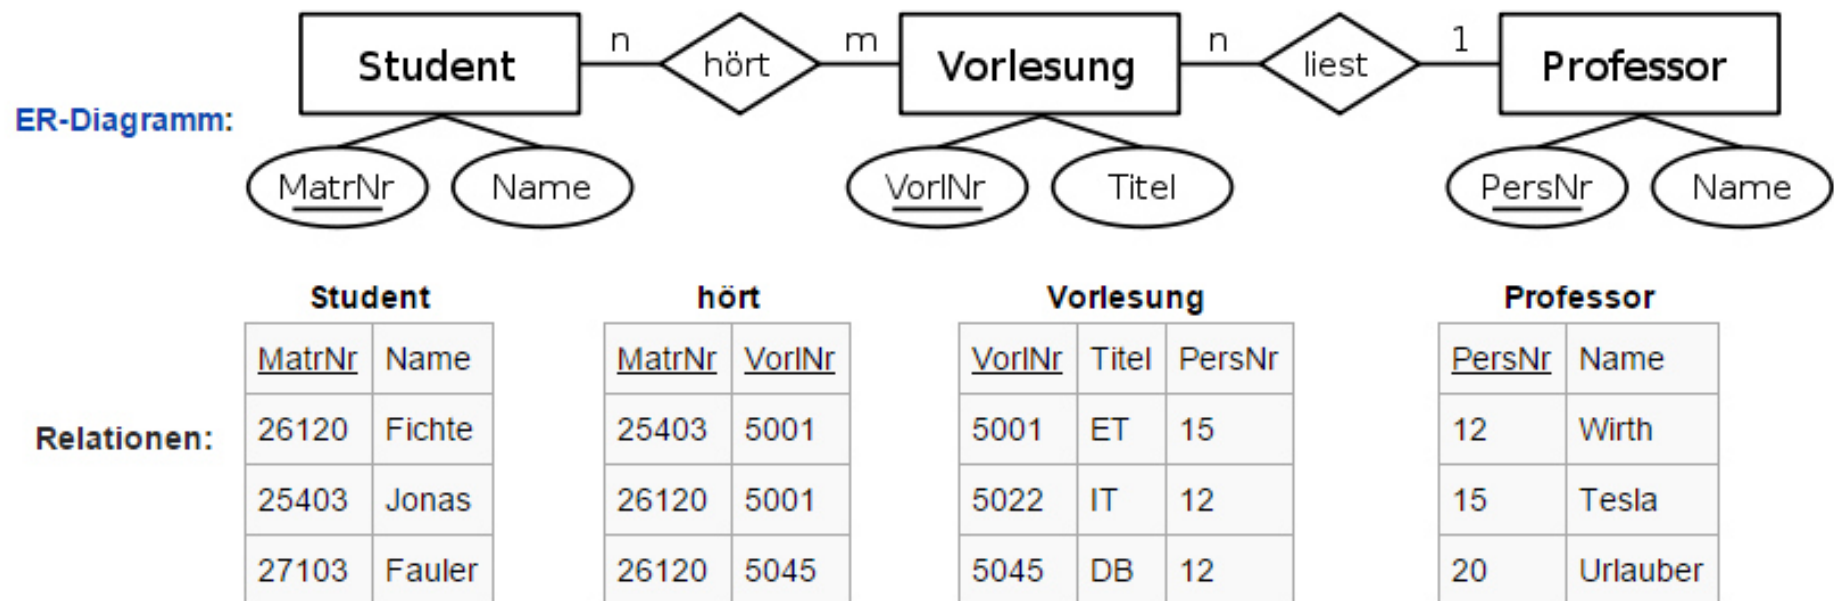 n m n 1
Student hört Vorlesung liest Professor
ER-Diagramm:
MatrNr Name VorlNr Titel PersNr Name
Student hört Vorlesung Professor
MatrNr Name MatrNr VorlNr VorlNr Titel PersNr PersNr Name
Relationen:
26120 Fichte 25403 5001 5001 ET 15 12 Wirth
25403 Jonas 26120 5001 5022 IT 12 15 Tesla
27103 Fauler 26120 5045 5045 DB 12 20 Urlauber